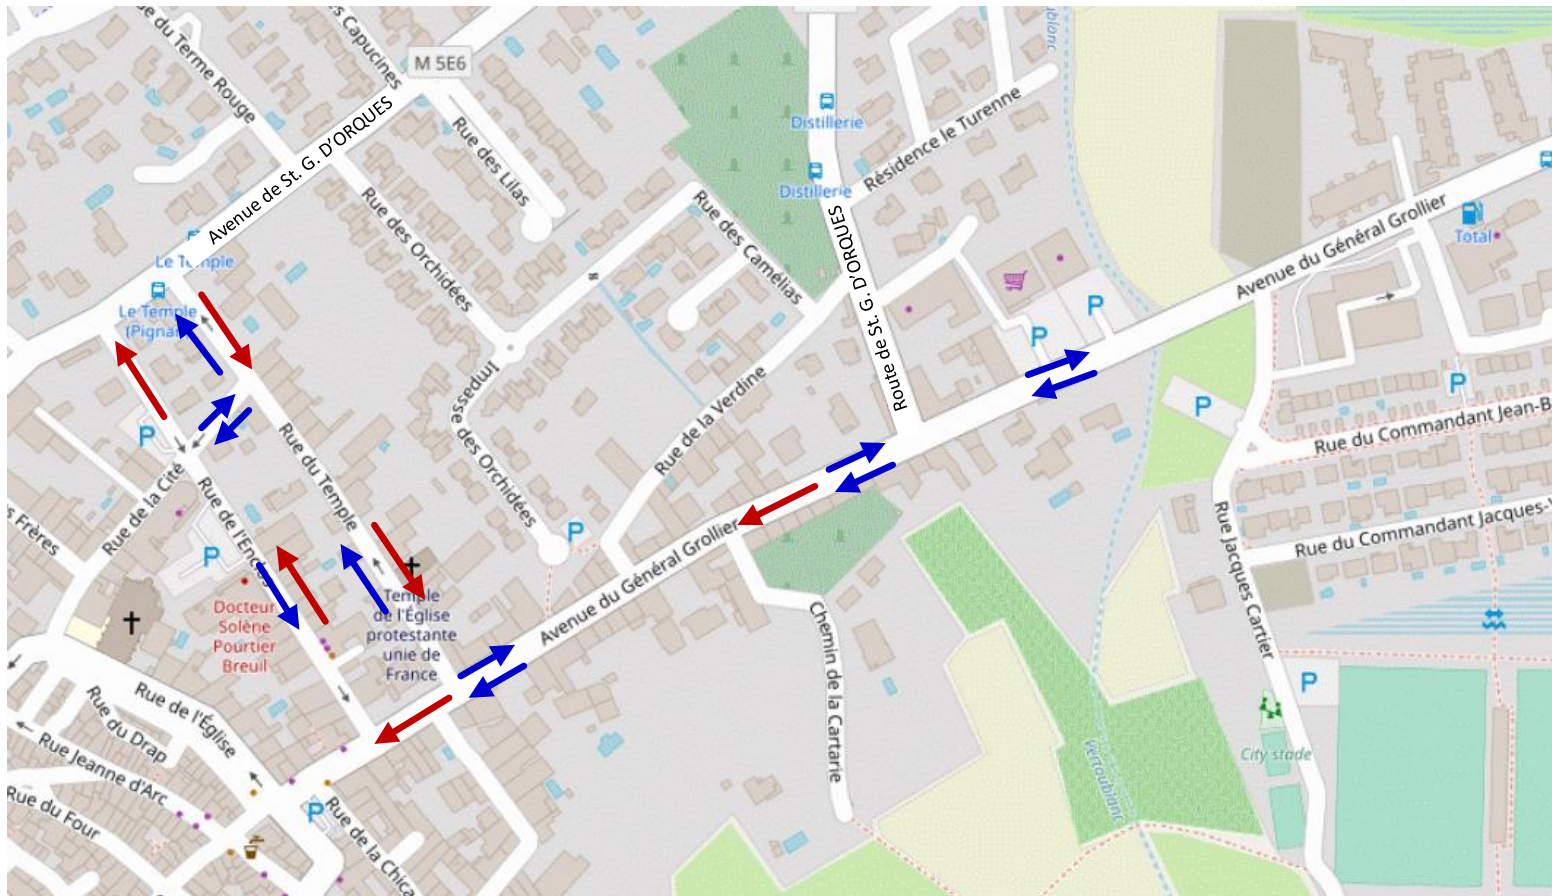 Rue du Terme Rouge
Capucines
M 5E6
Avenue de St. G. D'ORQUES
Rue des Lilas
Distillerie
Distillerie
Résidence le Turenne
Avenue du Général Grollier
Total
Rue des Orchidées
Rue des Camélias
Route de St. G. D'ORQUES
Le Temple
Le Temple
P
P
P
P
Impasse des Orchidées
Rue de la Verdine
Rue du Commandant Jean-B
P
Rue du Temple
Rue de la Cité
Rue de l'Enclos
Frères
P
P
Avenue du Général Grollier
Rue Jacques Cartier
Rue du Commandant Jacques-
Docteur
Solène
Pourtier
Breuil
Temple
de l'Église
protestante
unie de
France
Chemin de la Cartarie
P
Rue de l'Église
Rue du Drap
Rue Jeanne d'Arc
Rue du Four
P
Rue de la Chica
Vertoublanc
City stade